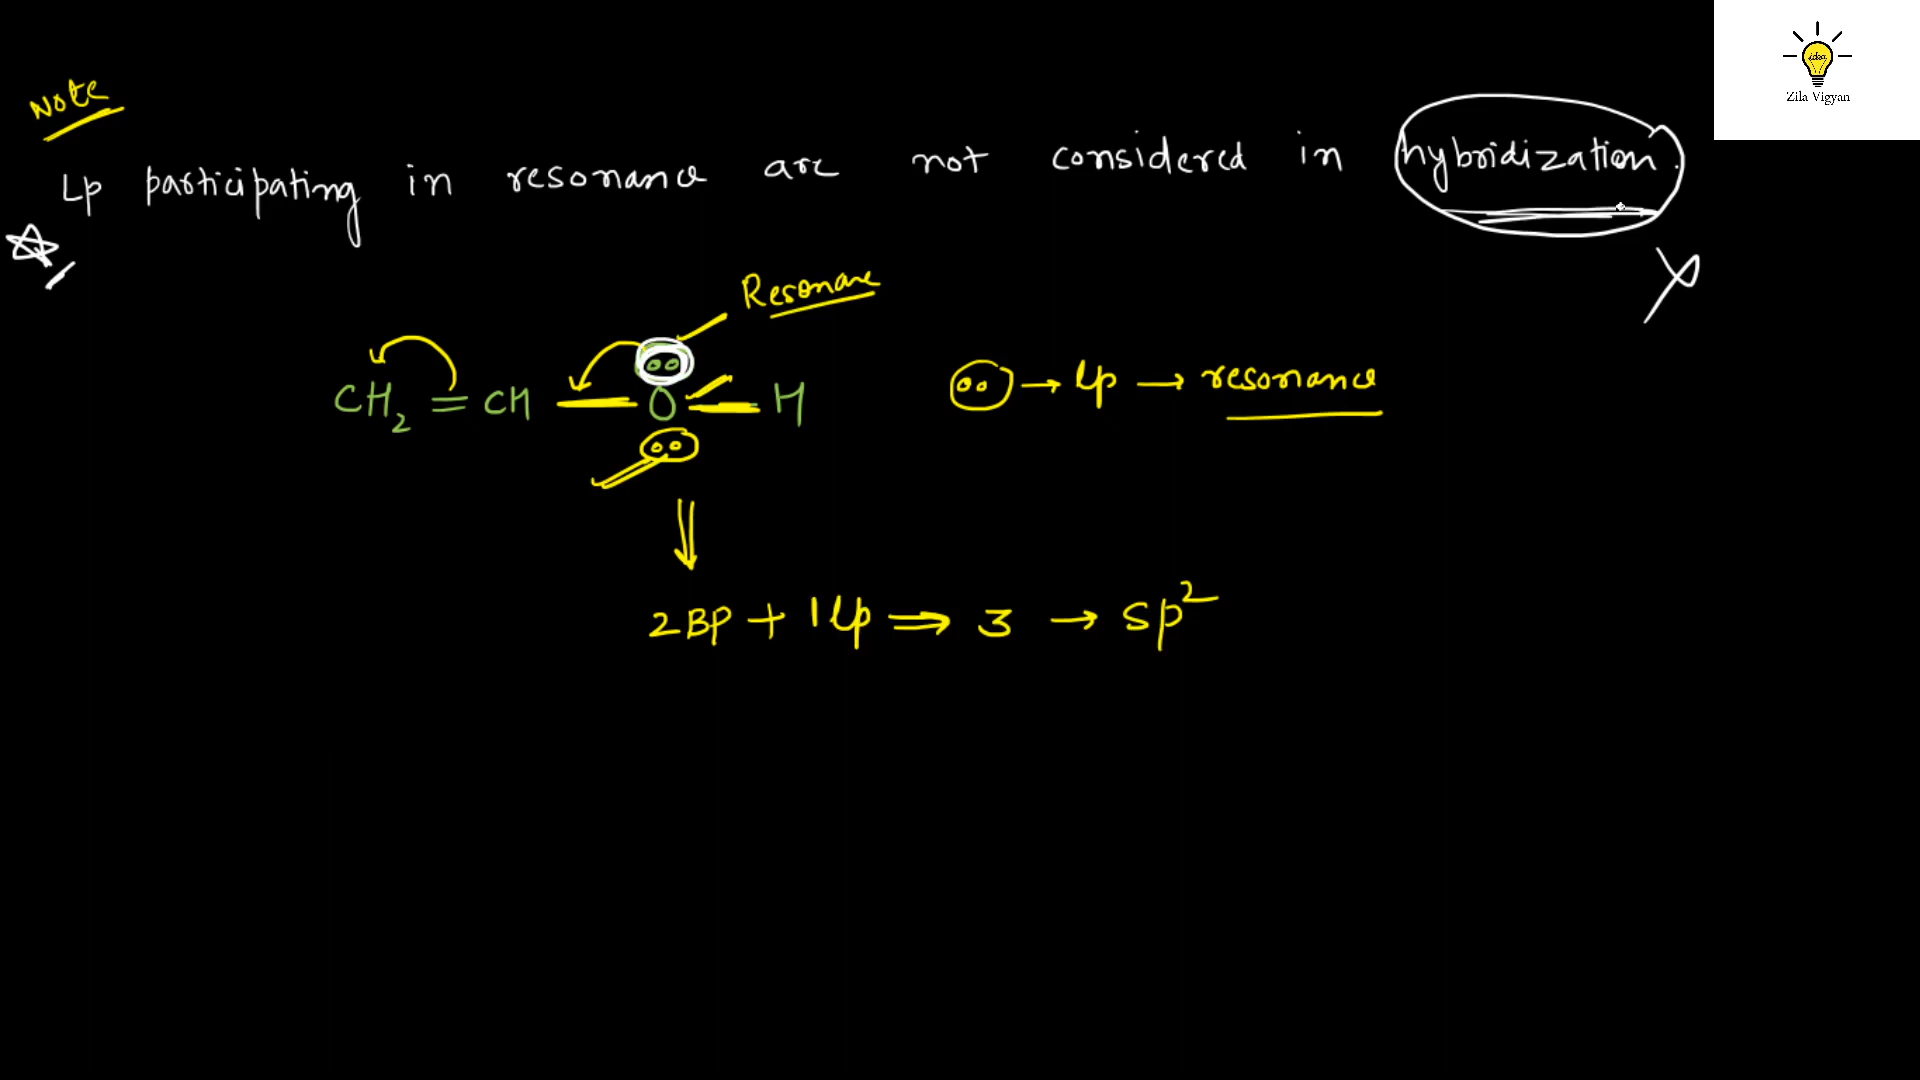 Note
idea
Zila Vigyan
Lp participating in resonance are not considered in hybridization.
Resonance
CH2 = CH — O — H
→ lp → resonance
2BP + 1lp ⇒ 3 → sp²